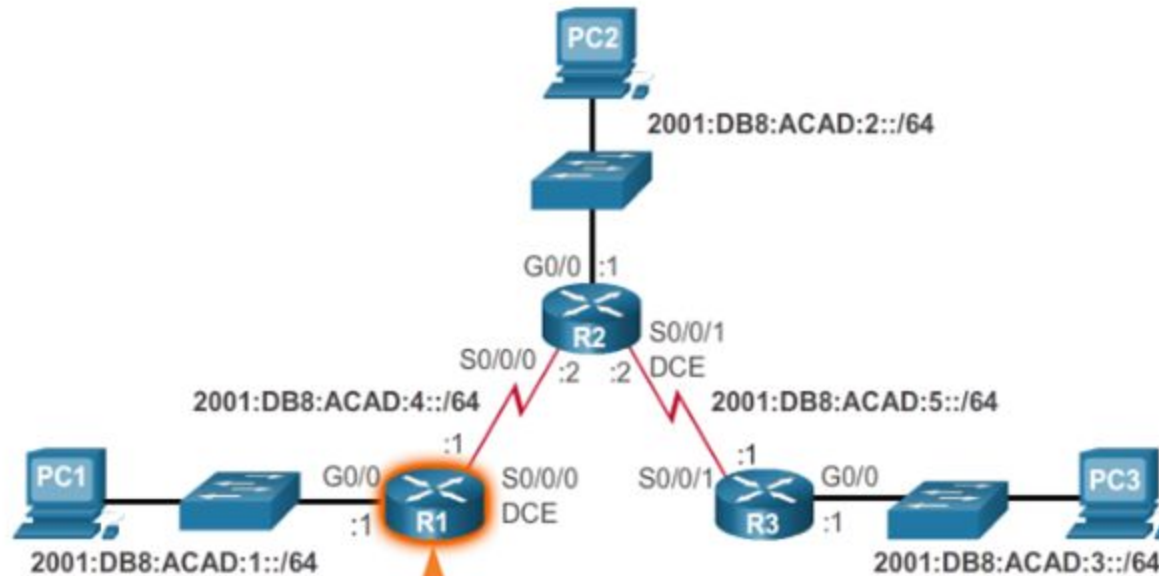 PC2
2001:DB8:ACAD:2::/64
G0/0 :1
R2
S0/0/1
DCE
S0/0/0
:2 :2
2001:DB8:ACAD:4::/64
2001:DB8:ACAD:5::/64
:1
:1
PC1
G0/0
S0/0/0
DCE
:1
R1
S0/0/1
G0/0
R3
:1
PC3
2001:DB8:ACAD:1::/64
2001:DB8:ACAD:3::/64